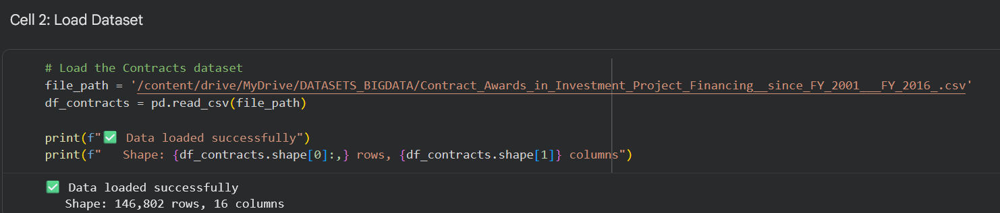 Cell 2: Load Dataset
# Load the Contracts dataset
file_path = '/content/drive/MyDrive/DATASETS_BIGDATA/Contract_Awards_in_Investment_Project_Financing__since_FY_2001___FY_2016_.csv'
df_contracts = pd.read_csv(file_path)
print(f"✅ Data loaded successfully")
print(f"   Shape: {df_contracts.shape[0]:,} rows, {df_contracts.shape[1]} columns")
✅ Data loaded successfully
   Shape: 146,802 rows, 16 columns